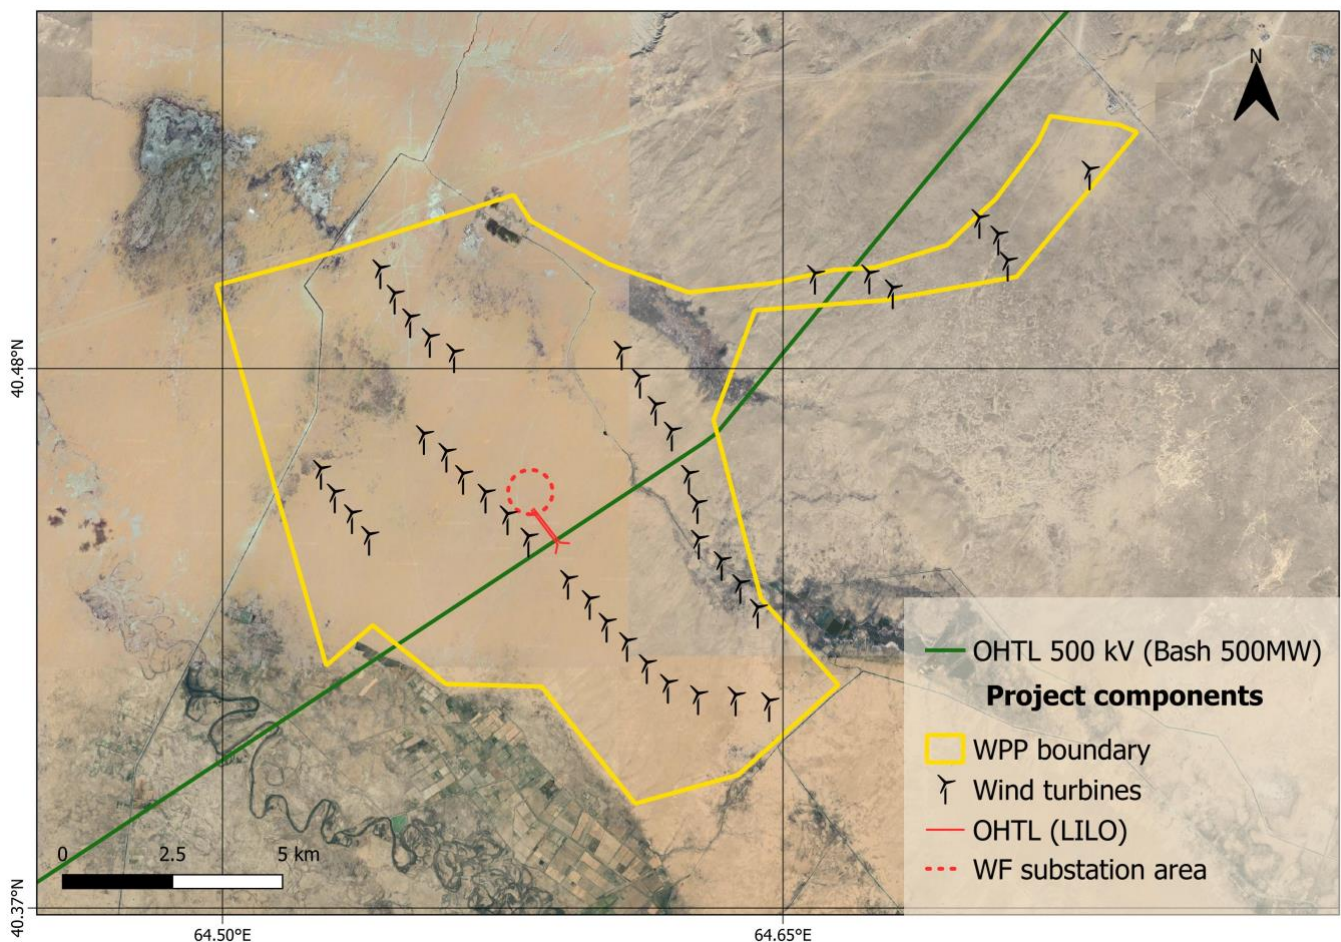 N
40.48°N
OHTL 500 kV (Bash 500MW)
Project components
WPP boundary
Wind turbines
OHTL (LILO)
WF substation area
0 2.5 5 km
40.37°N
64.50°E 64.65°E